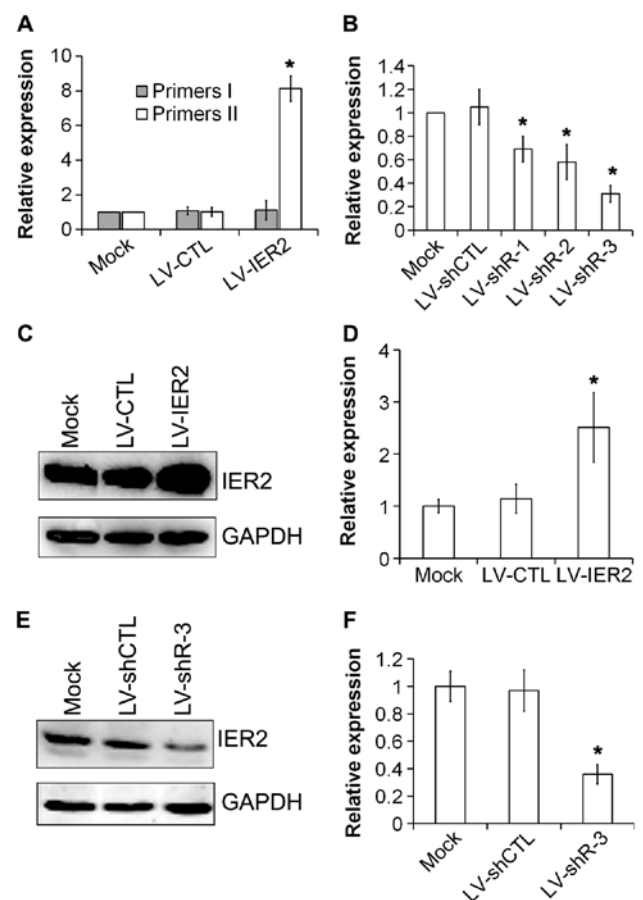 A
Relative expression
10
8
6
4
2
0
Primers I
Primers II
*
Mock
LV-CTL
LV-IER2
B
Relative expression
1.4
1.2
1
0.8
0.6
0.4
0.2
0
*
*
*
Mock
LV-shCTL
LV-shR-1
LV-shR-2
LV-shR-3
C
Mock
LV-CTL
LV-IER2
IER2
GAPDH
D
Relative expression
4
3
2
1
0
*
Mock
LV-CTL
LV-IER2
E
Mock
LV-shCTL
LV-shR-3
IER2
GAPDH
F
Relative expression
1.2
1
0.8
0.6
0.4
0.2
0
*
Mock
LV-shCTL
LV-shR-3